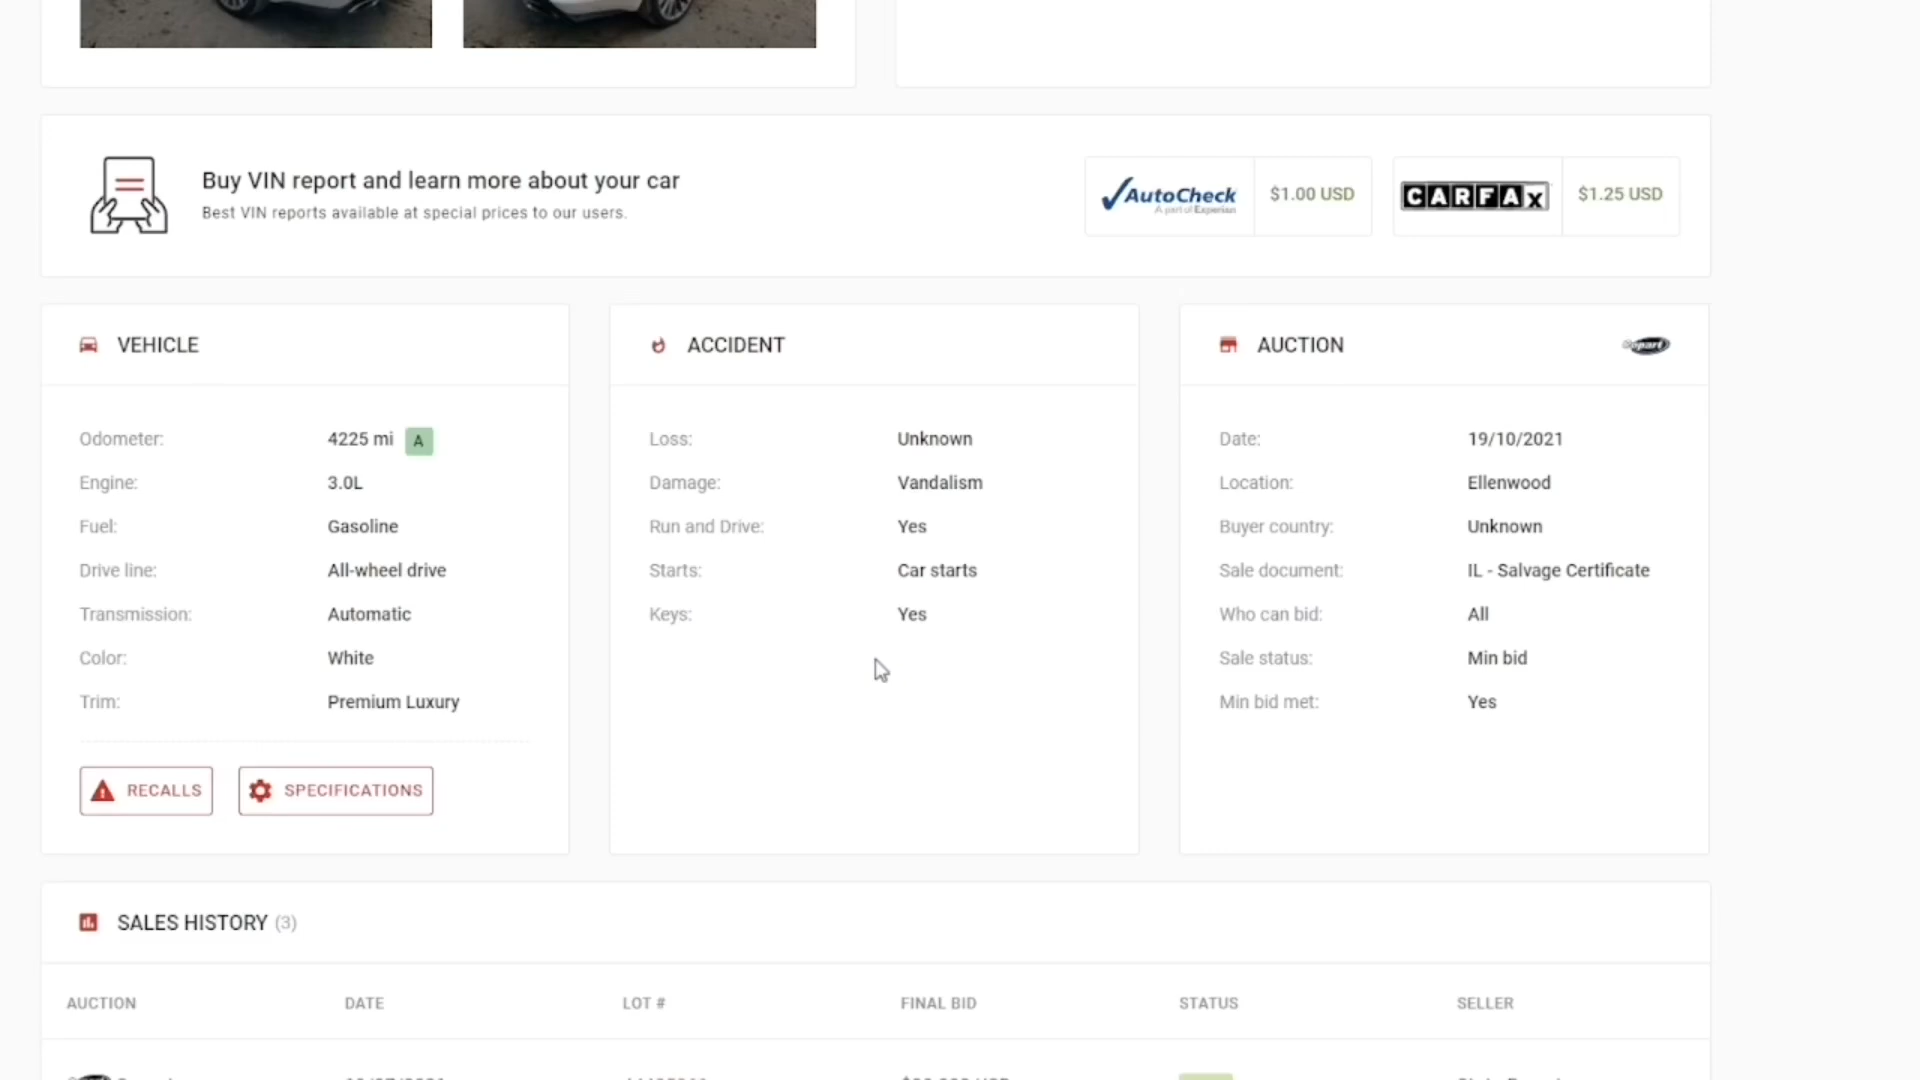 Buy VIN report and learn more about your car
Best VIN reports available at special prices to our users.
AutoCheck
A part of Experian
$1.00 USD
CARFAX
$1.25 USD
VEHICLE
Odometer: 4225 mi A
Engine: 3.0L
Fuel: Gasoline
Drive line: All-wheel drive
Transmission: Automatic
Color: White
Trim: Premium Luxury
RECALLS
SPECIFICATIONS
ACCIDENT
Loss: Unknown
Damage: Vandalism
Run and Drive: Yes
Starts: Car starts
Keys: Yes
AUCTION
Copart
Date: 19/10/2021
Location: Ellenwood
Buyer country: Unknown
Sale document: IL - Salvage Certificate
Who can bid: All
Sale status: Min bid
Min bid met: Yes
SALES HISTORY (3)
AUCTION DATE LOT # FINAL BID STATUS SELLER